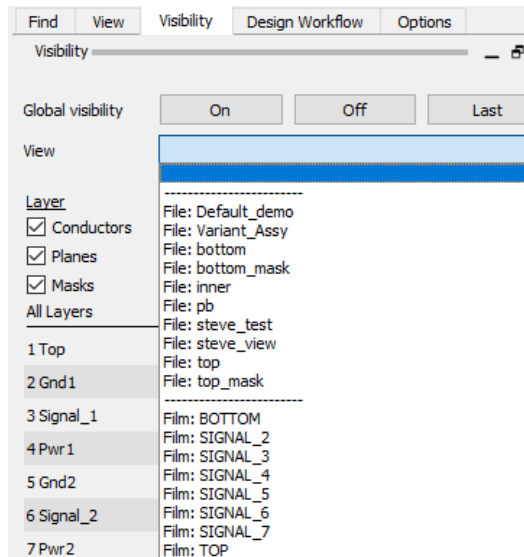 Find View Visibility Design Workflow Options
Visibility
Global visibility On Off Last
View
------------------------
File: Default_demo
File: Variant_Assy
File: bottom
File: bottom_mask
File: inner
File: pb
File: steve_test
File: steve_view
File: top
File: top_mask
------------------------
Film: BOTTOM
Film: SIGNAL_2
Film: SIGNAL_3
Film: SIGNAL_4
Film: SIGNAL_5
Film: SIGNAL_6
Film: SIGNAL_7
Film: TOP
Layer
Conductors
Planes
Masks
All Layers
1 Top
2 Gnd1
3 Signal_1
4 Pwr1
5 Gnd2
6 Signal_2
7 Pwr2